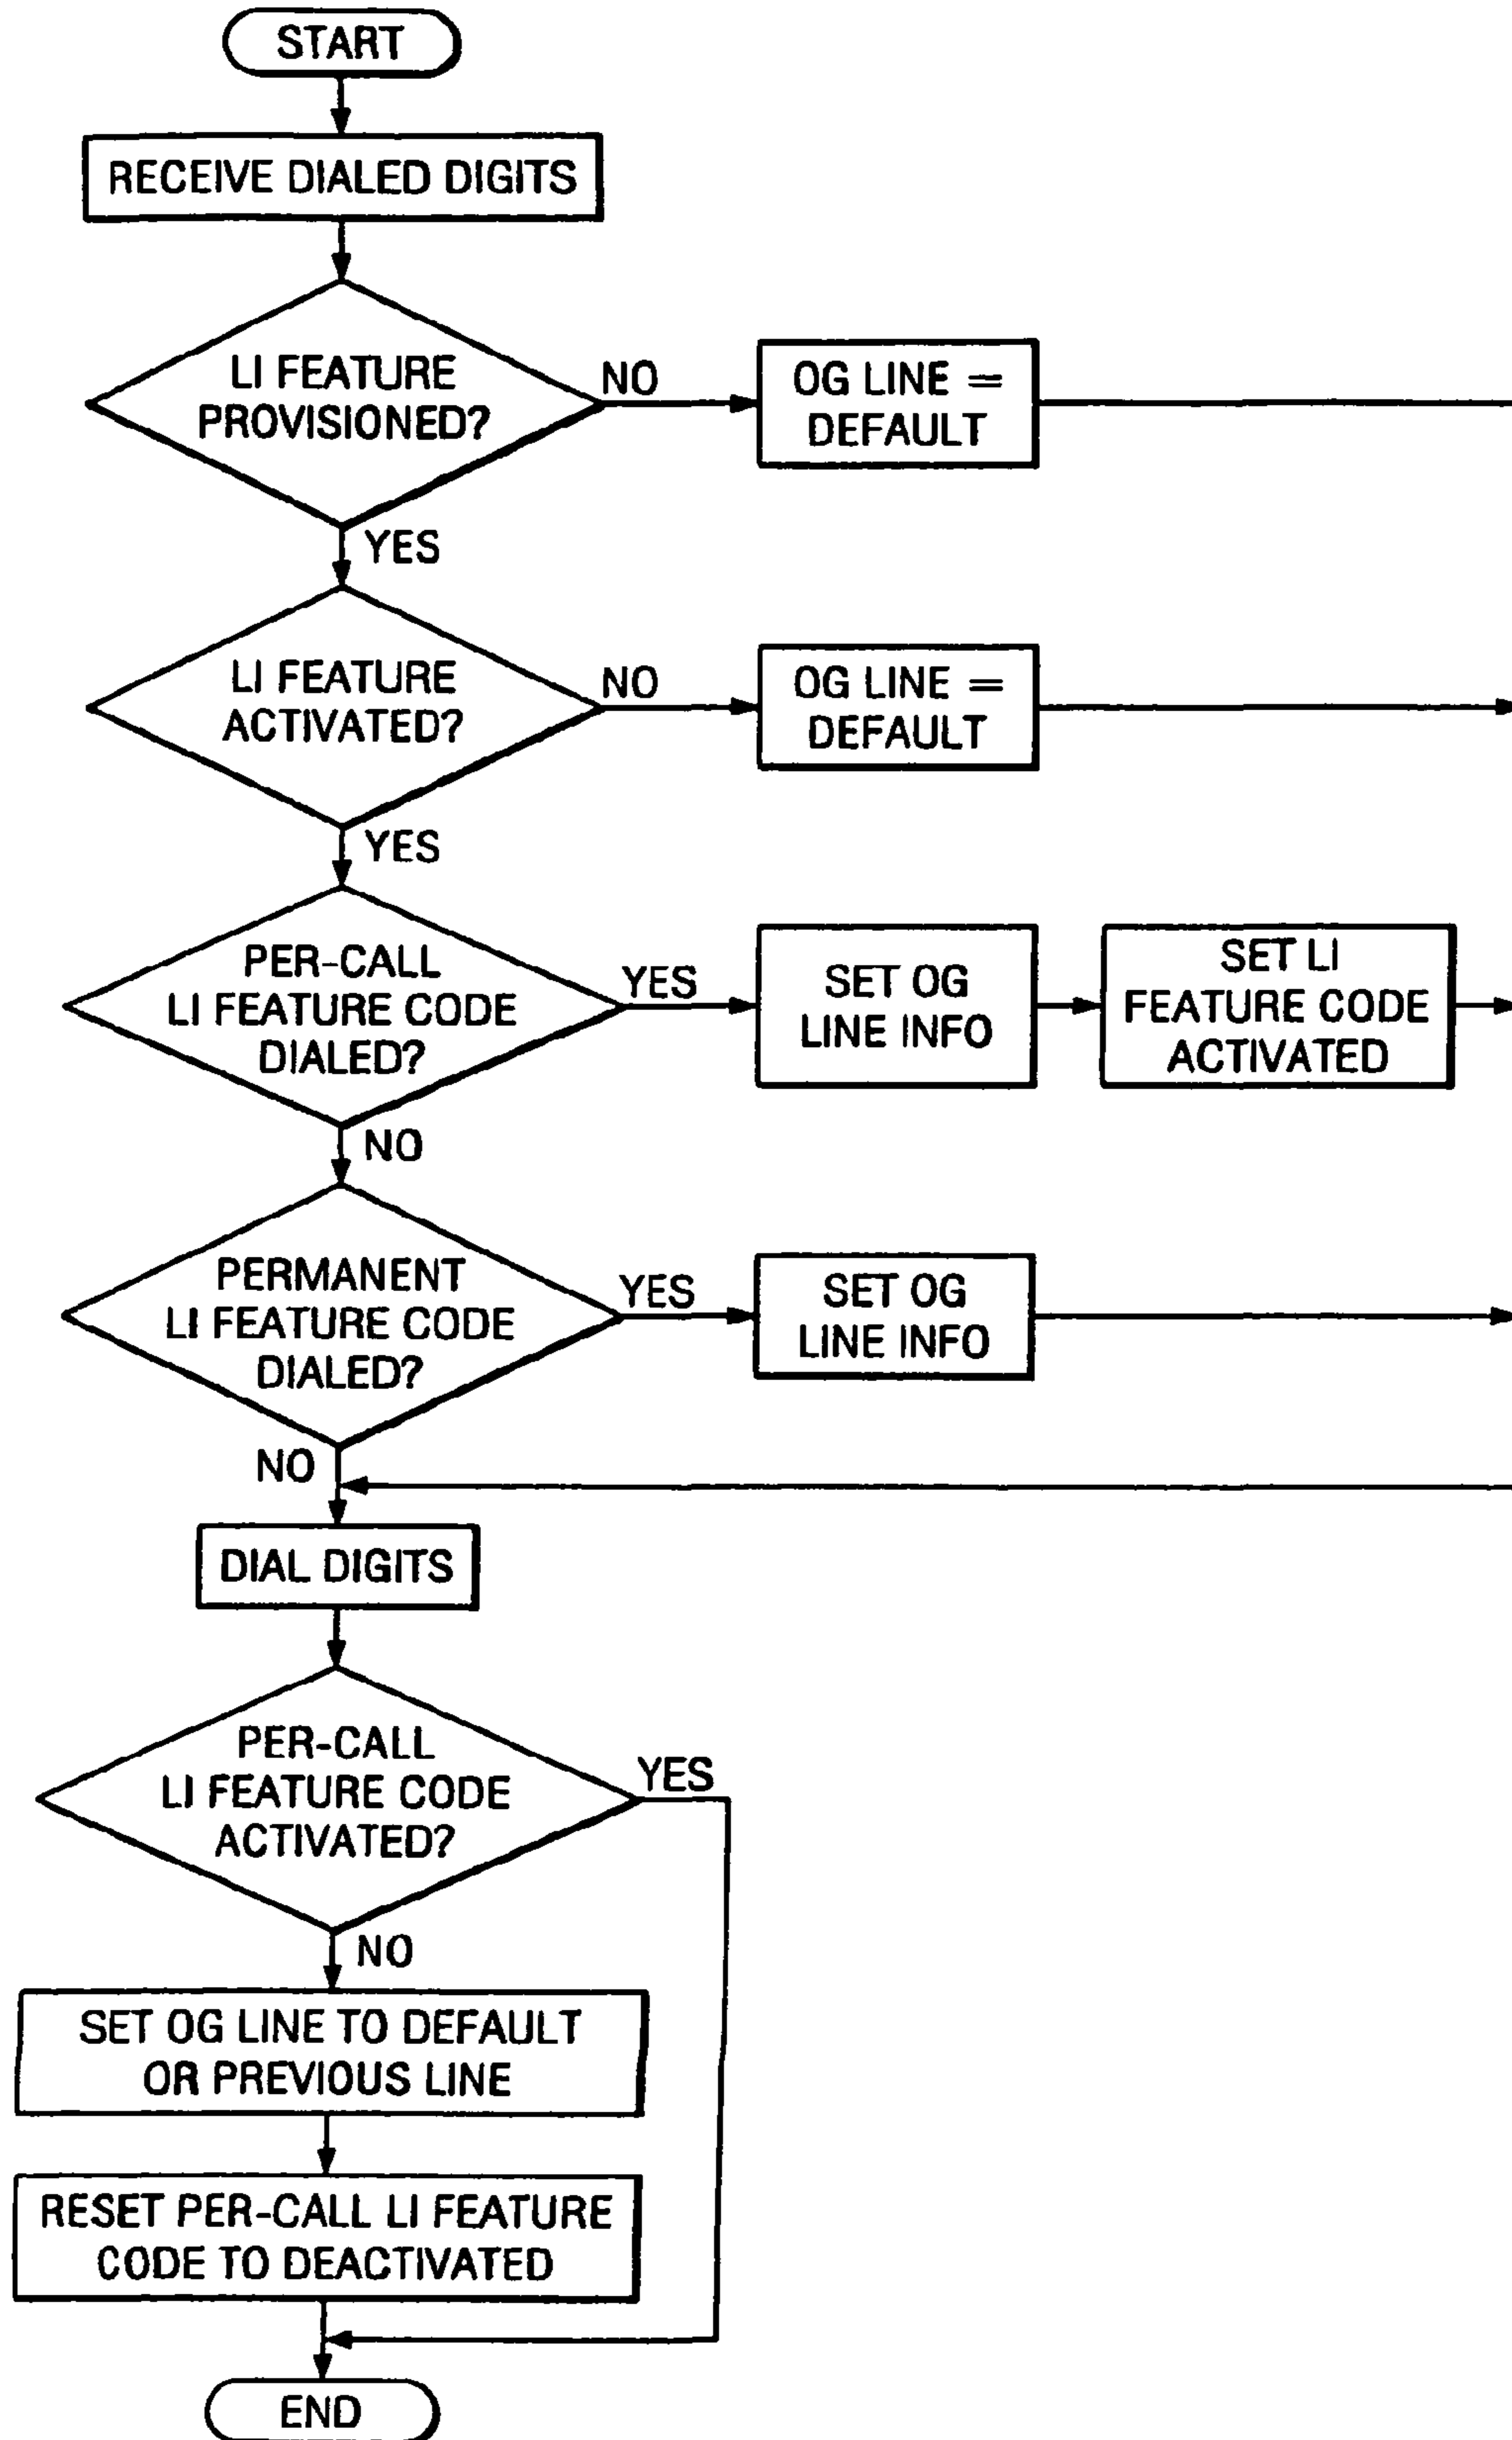 START
RECEIVE DIALED DIGITS
LI FEATURE
PROVISIONED?
NO
OG LINE =
DEFAULT
YES
LI FEATURE
ACTIVATED?
NO
OG LINE =
DEFAULT
YES
PER-CALL
LI FEATURE CODE
DIALED?
YES
SET OG
LINE INFO
SET LI
FEATURE CODE
ACTIVATED
NO
PERMANENT
LI FEATURE CODE
DIALED?
YES
SET OG
LINE INFO
NO
DIAL DIGITS
PER-CALL
LI FEATURE CODE
ACTIVATED?
YES
NO
SET OG LINE TO DEFAULT
OR PREVIOUS LINE
RESET PER-CALL LI FEATURE
CODE TO DEACTIVATED
END